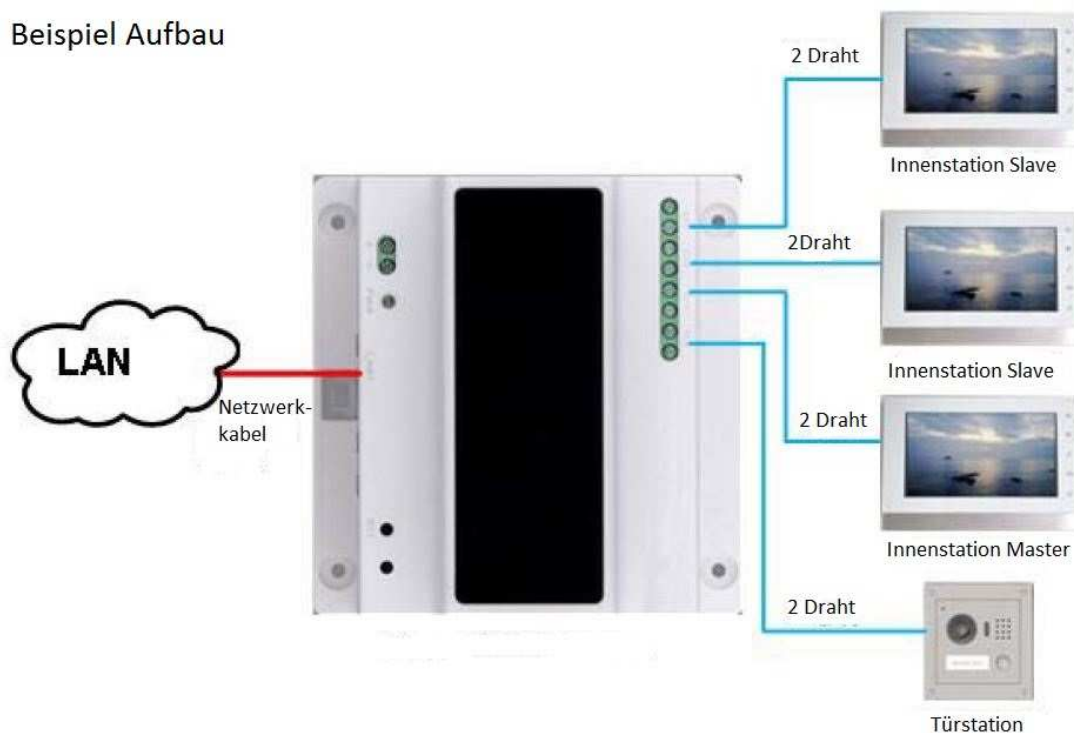 Beispiel Aufbau
2 Draht
Innenstation Slave
2Draht
Innenstation Slave
LAN
Netzwerk-
kabel
2 Draht
Innenstation Master
2 Draht
Türstation